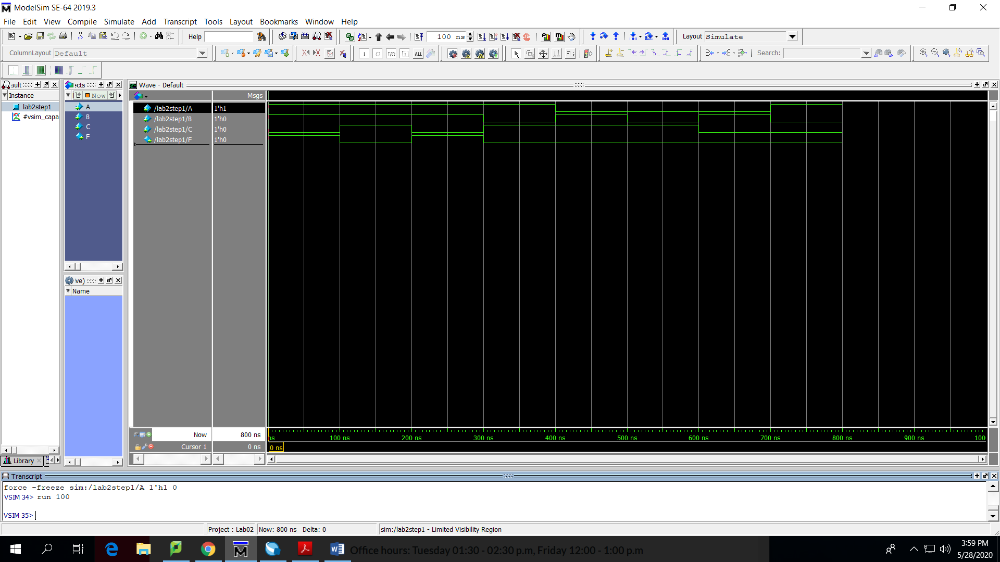 ModelSim SE-64 2019.3
File Edit View Compile Simulate Add Transcript Tools Layout Bookmarks Window Help
Help 100 ns Layout Simulate
ColumnLayout Default Search:
ault ects Wave - Default
Instance Now Msgs
lab2step1
#vsim_capa
A
B
C
F
/lab2step1/A 1'h1
/lab2step1/B 1'h0
/lab2step1/C 1'h0
/lab2step1/F 1'h0
ve)
Name
Now 800 ns
Cursor 1 0 ns
ns 100 ns 200 ns 300 ns 400 ns 500 ns 600 ns 700 ns 800 ns 900 ns 100
0 ns
Library
Transcript
force -freeze sim:/lab2step1/A 1'h1 0
VSIM 34> run 100
VSIM 35>
Project : Lab02 Now: 800 ns Delta: 0 sim:/lab2step1 - Limited Visibility Region
Office hours: Tuesday 01:30 - 02:30 p.m, Friday 12:00 - 1:00 p.m
3:59 PM
5/28/2020